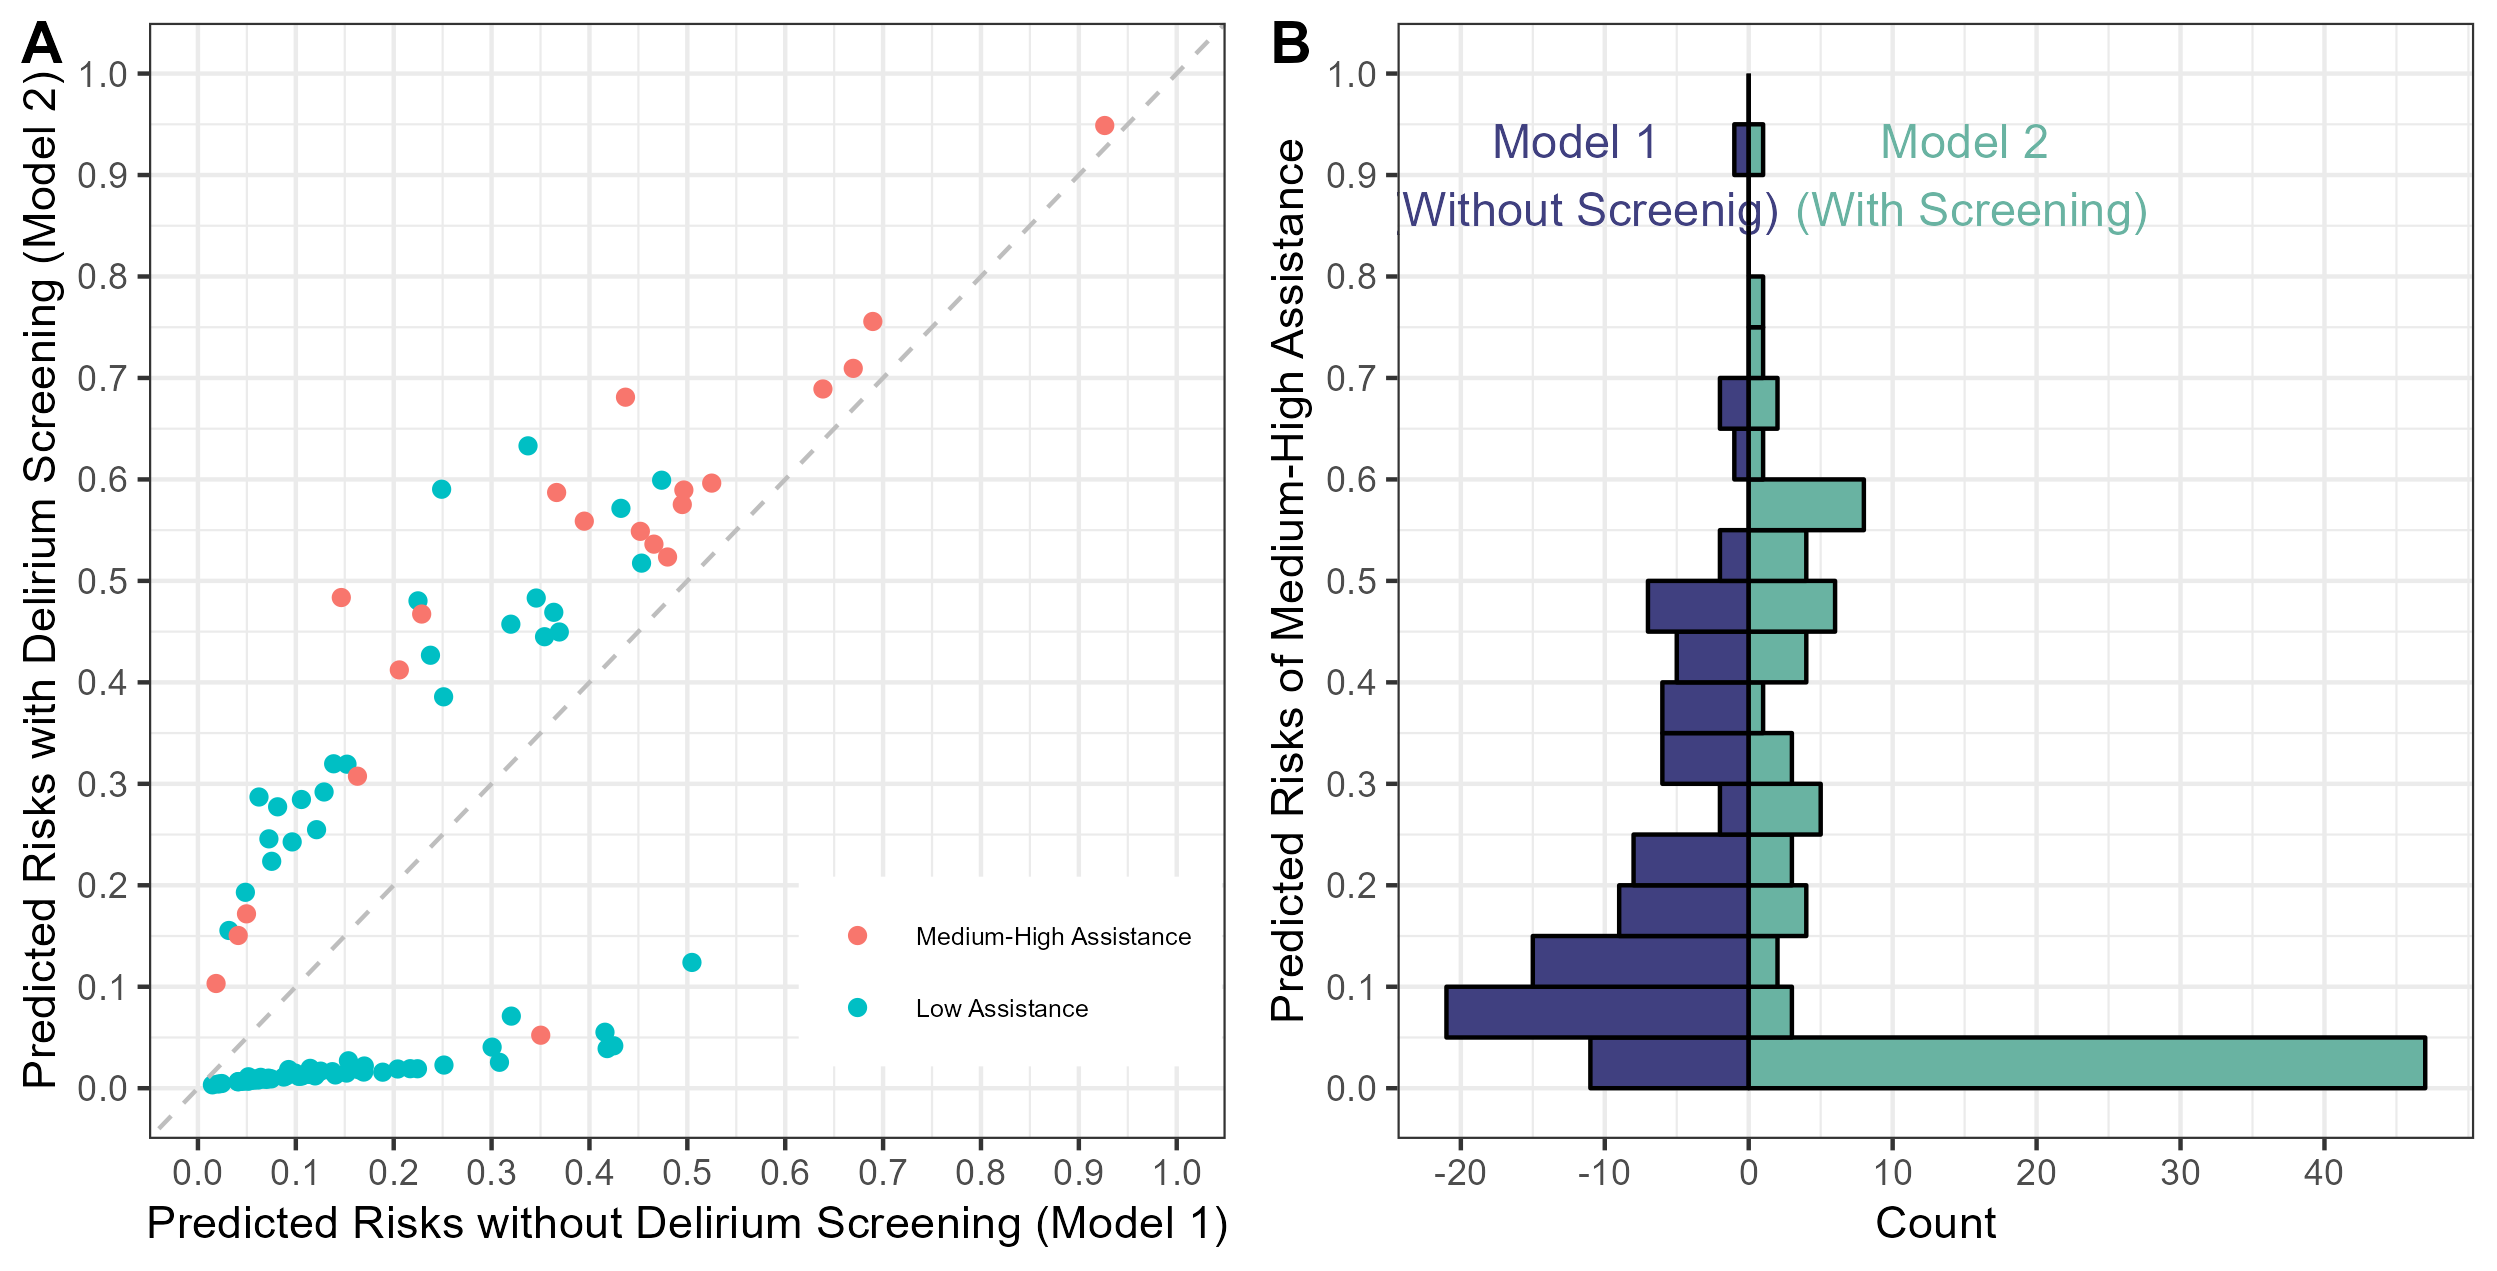 A
Predicted Risks with Delirium Screening (Model 2)
1.0
0.9
0.8
0.7
0.6
0.5
0.4
0.3
0.2
0.1
0.0
Medium-High Assistance
Low Assistance
0.0 0.1 0.2 0.3 0.4 0.5 0.6 0.7 0.8 0.9 1.0
Predicted Risks without Delirium Screening (Model 1)
B
Predicted Risks of Medium-High Assistance
1.0
0.9
0.8
0.7
0.6
0.5
0.4
0.3
0.2
0.1
0.0
Model 1
Without Screenig)
Model 2
(With Screening)
-20 -10 0 10 20 30 40
Count